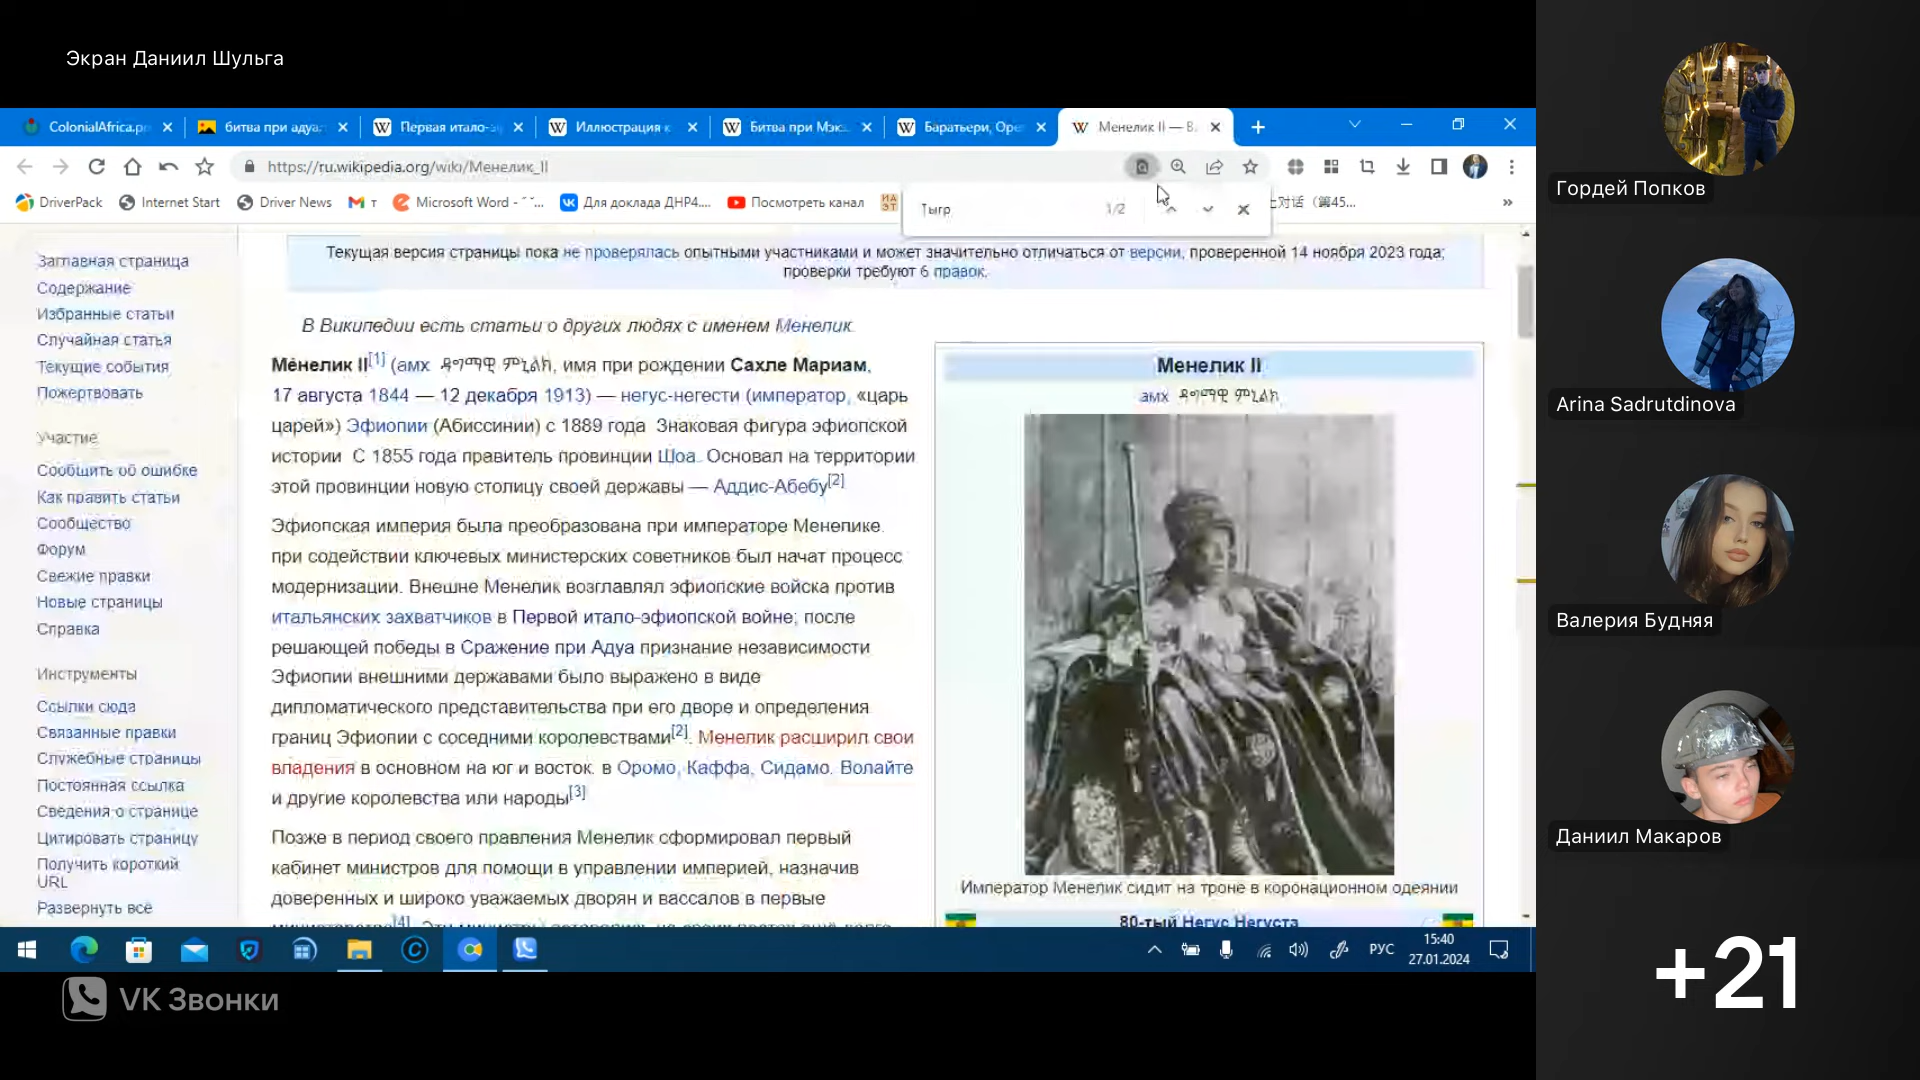 Экран Даниил Шульга
ColonialAfrica.pn
битва при адуа:
Первая итало-э
Иллюстрация к
Битва при Мэк
Баратьери, Оре
Менелик II — В
https://ru.wikipedia.org/wiki/Менелик_II
DriverPack
Internet Start
Driver News
т
Microsoft Word -
Для доклада ДНР4....
Посмотреть канал
Тыгр
1/2
对话（第45...
»
Заглавная страница
Содержание
Избранные статьи
Случайная статья
Текущие события
Пожертвовать
Участие
Сообщить об ошибке
Как править статьи
Сообщество
Форум
Свежие правки
Новые страницы
Справка
Инструменты
Ссылки сюда
Связанные правки
Служебные страницы
Постоянная ссылка
Сведения о странице
Цитировать страницу
Получить короткий
URL
Развернуть всё
Текущая версия страницы пока не проверялась опытными участниками и может значительно отличаться от версии, проверенной 14 ноября 2023 года;
проверки требуют 6 правок.
В Википедии есть статьи о других людях с именем Менелик.
Ме́нелик II[1] (амх. ዳግማዊ ምኒልክ, имя при рождении Сахле Мариам,
17 августа 1844 — 12 декабря 1913) — негус-негести (император, «царь
царей») Эфиопии (Абиссинии) с 1889 года. Знаковая фигура эфиопской
истории. С 1855 года правитель провинции Шоа. Основал на территории
этой провинции новую столицу своей державы — Аддис-Абебу[2]
Эфиопская империя была преобразована при императоре Менелике.
при содействии ключевых министерских советников был начат процесс
модернизации. Внешне Менелик возглавлял эфиопские войска против
итальянских захватчиков в Первой итало-эфиопской войне; после
решающей победы в Сражение при Адуа признание независимости
Эфиопии внешними державами было выражено в виде
дипломатического представительства при его дворе и определения
границ Эфиопии с соседними королевствами[2]. Менелик расширил свои
владения в основном на юг и восток. в Оромо, Каффа, Сидамо. Волайте
и другие королевства или народы[3]
Позже в период своего правления Менелик сформировал первый
кабинет министров для помощи в управлении империей, назначив
доверенных и широко уважаемых дворян и вассалов в первые
[4]
Менелик II
амх. ዳግማዊ ምኒልክ
Император Менелик сидит на троне в коронационном одеянии
80-тый Негус Негуста
РУС
15:40
27.01.2024
VK Звонки
Гордей Попков
Arina Sadrutdinova
Валерия Будняя
Даниил Макаров
+21